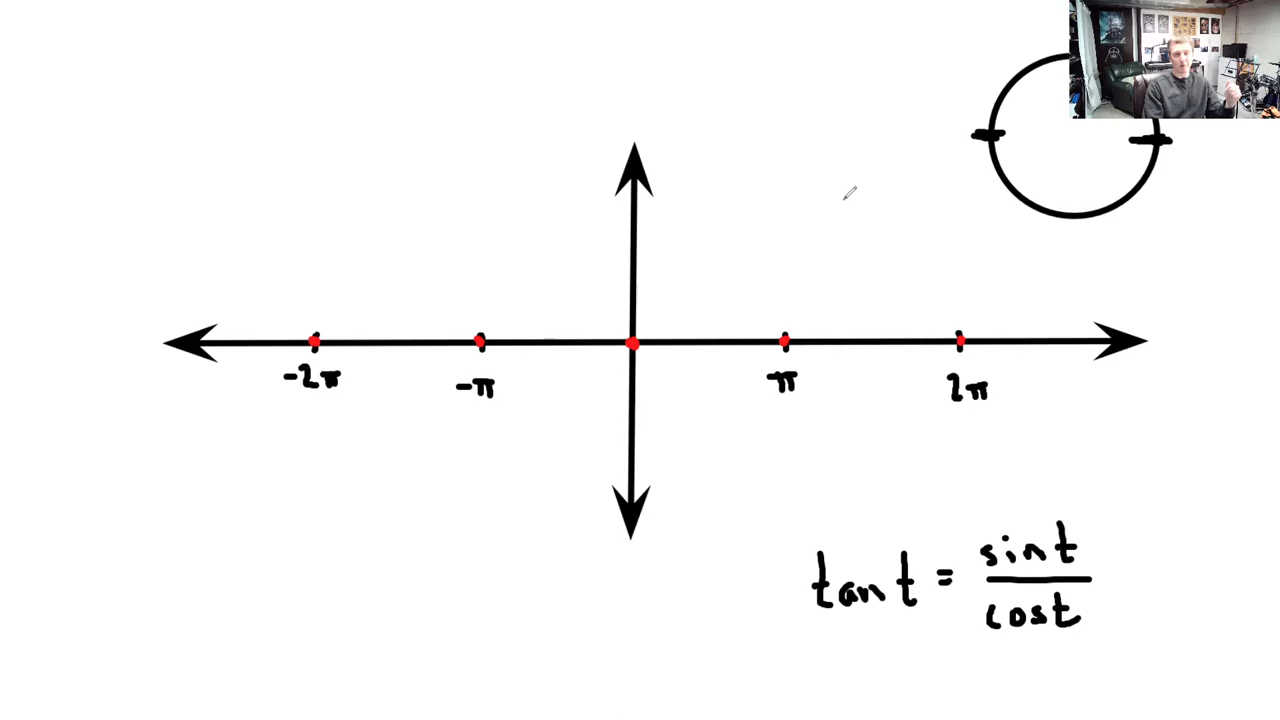 -2π -π π 2π
tan t = sin t / cos t